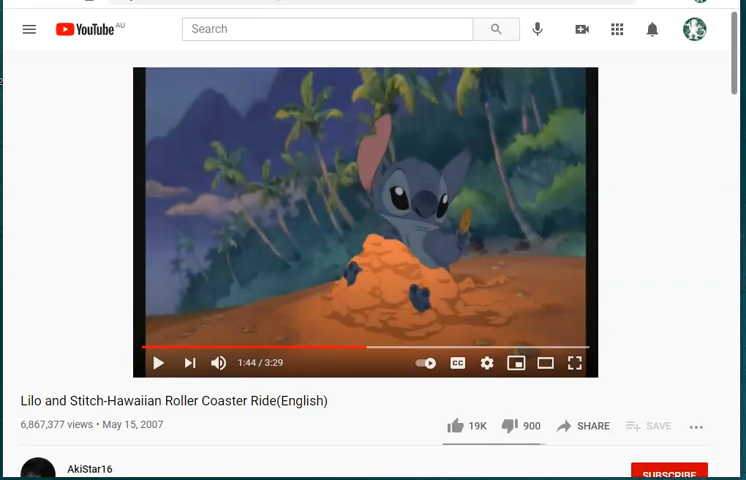 YouTube AU
Search
1:44 / 3:29
CC
Lilo and Stitch-Hawaiian Roller Coaster Ride(English)
6,867,377 views • May 15, 2007
19K
900
SHARE
SAVE
AkiStar16
SUBSCRIBE